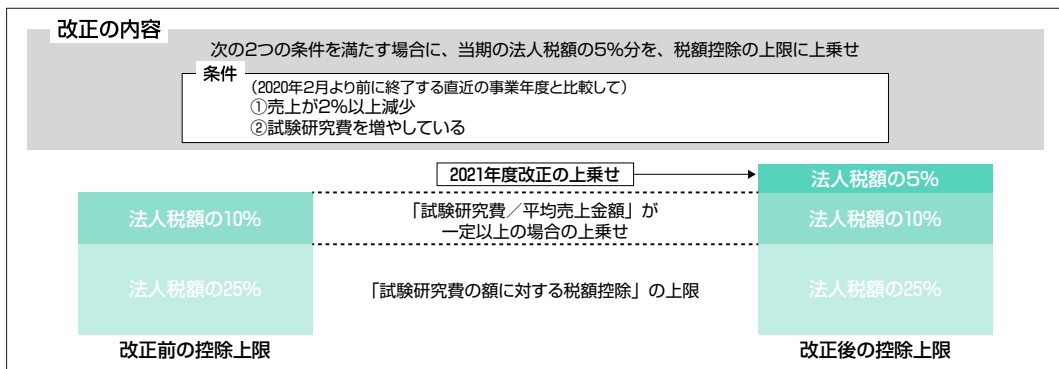 改正の内容
次の2つの条件を満たす場合に、当期の法人税額の5%分を、税額控除の上限に上乗せ
条件
(2020年2月より前に終了する直近の事業年度と比較して)
①売上が2%以上減少
②試験研究費を増やしている
2021年度改正の上乗せ
法人税額の5%
法人税額の10%
「試験研究費／平均売上金額」が
一定以上の場合の上乗せ
法人税額の10%
法人税額の25%
「試験研究費の額に対する税額控除」の上限
法人税額の25%
改正前の控除上限
改正後の控除上限